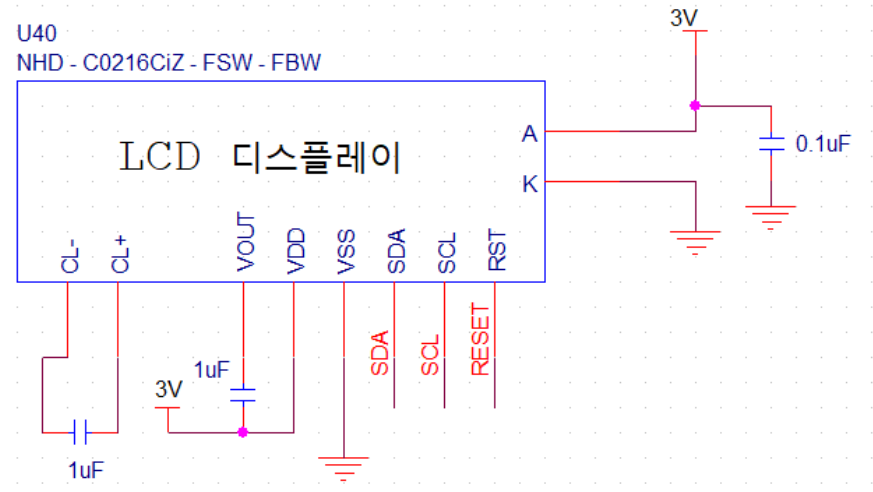 U40
NHD - C0216CiZ - FSW - FBW
3V
LCD 디스플레이
A
0.1uF
K
CL-
CL+
VOUT
VDD
VSS
SDA
SCL
RST
SDA
SCL
RESET
1uF
3V
1uF